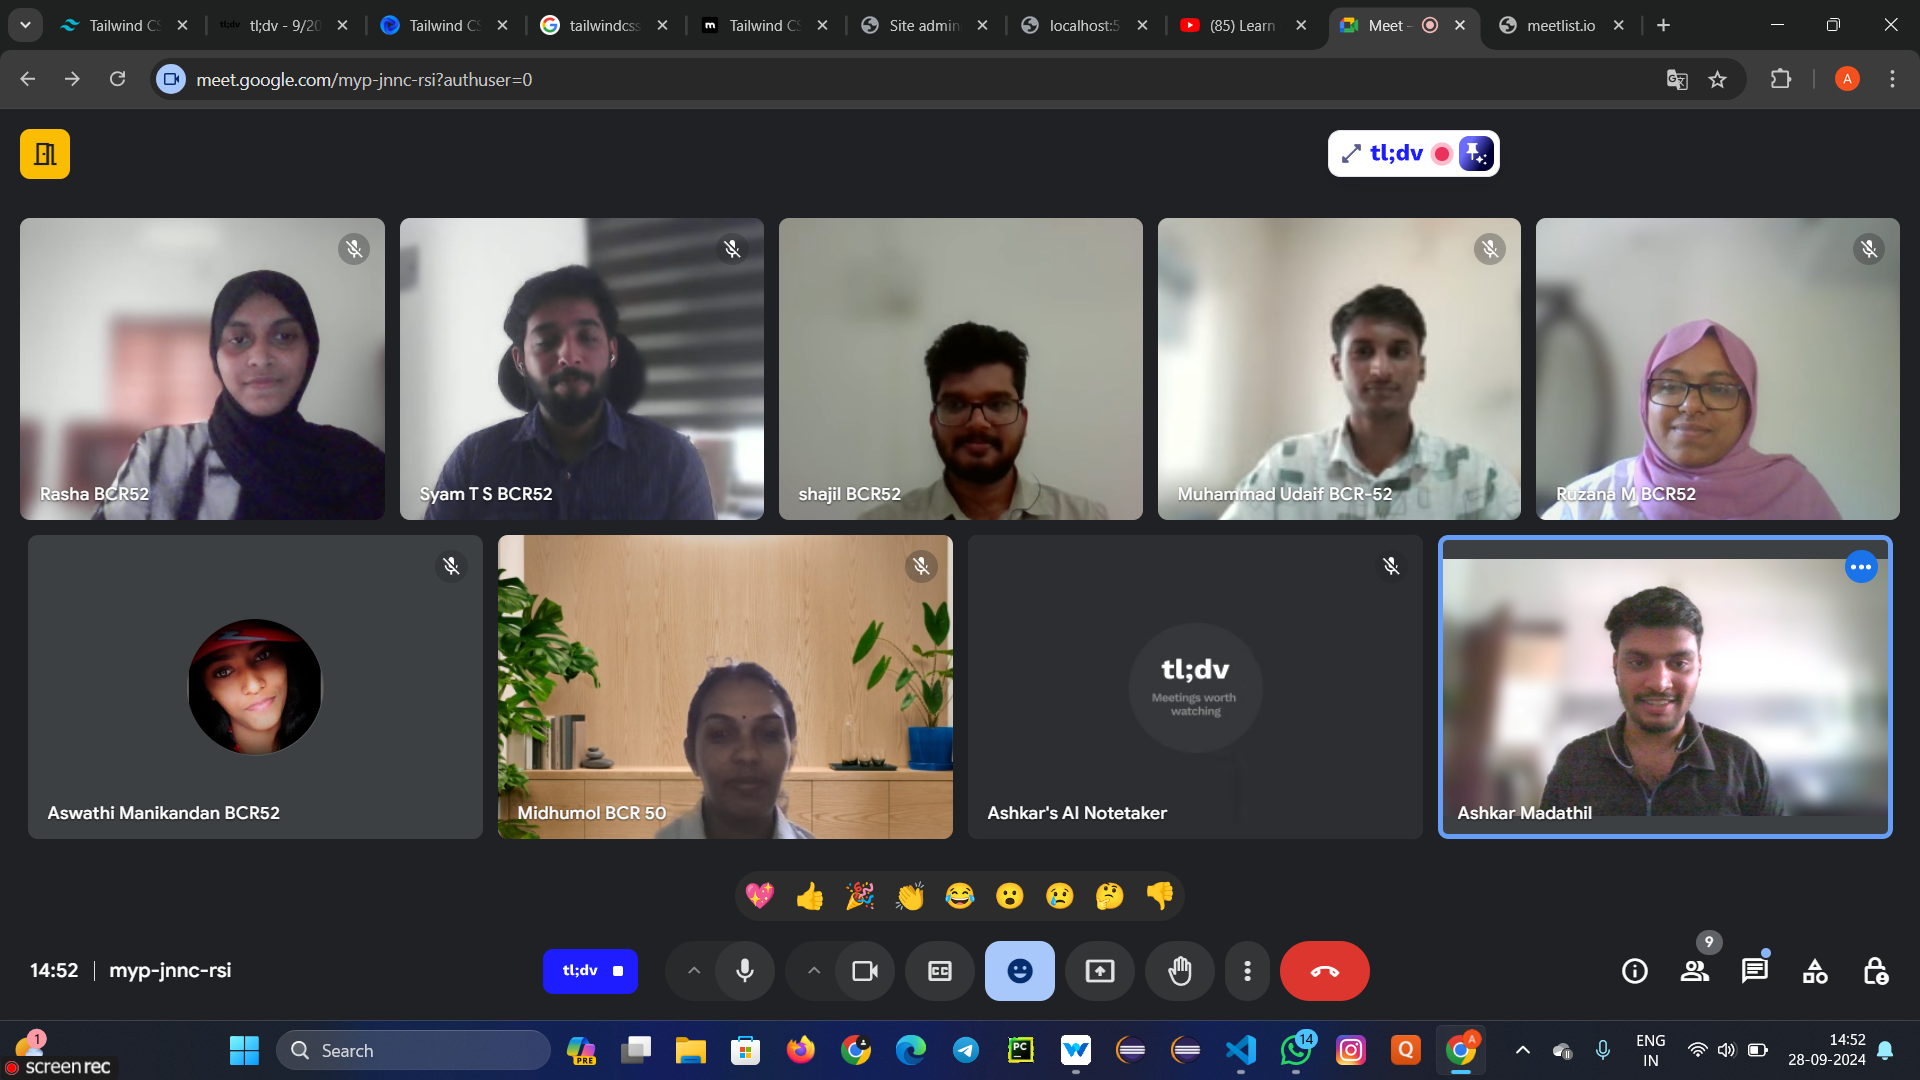 Tailwind CS
tl;dv - 9/20
Tailwind CS
tailwindcss
Tailwind CS
Site admin
localhost:5
(85) Learn
Meet -
meetlist.io
meet.google.com/myp-jnnc-rsi?authuser=0
A
tl;dv
Rasha BCR52
Syam T S BCR52
shajil BCR52
Muhammad Udaif BCR-52
Ruzana M BCR52
tl;dv
Meetings worth
watching
Aswathi Manikandan BCR52
Midhumol BCR 50
Ashkar's AI Notetaker
Ashkar Madathil
14:52
myp-jnnc-rsi
tl;dv
CC
9
1
screenrec
Search
PRE
PC
14
Q
A
ENG
IN
14:52
28-09-2024